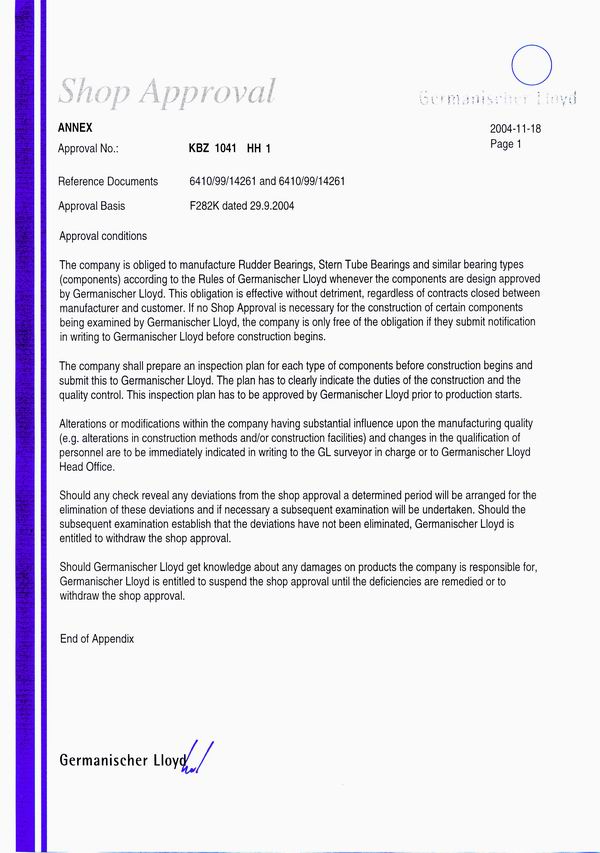 Shop Approval
Germanischer Lloyd
ANNEX
2004-11-18
Approval No.: KBZ 1041 HH 1
Page 1
Reference Documents 6410/99/14261 and 6410/99/14261
Approval Basis F282K dated 29.9.2004
Approval conditions
The company is obliged to manufacture Rudder Bearings, Stern Tube Bearings and similar bearing types
(components) according to the Rules of Germanischer Lloyd whenever the components are design approved
by Germanischer Lloyd. This obligation is effective without detriment, regardless of contracts closed between
manufacturer and customer. If no Shop Approval is necessary for the construction of certain components
being examined by Germanischer Lloyd, the company is only free of the obligation if they submit notification
in writing to Germanischer Lloyd before construction begins.
The company shall prepare an inspection plan for each type of components before construction begins and
submit this to Germanischer Lloyd. The plan has to clearly indicate the duties of the construction and the
quality control. This inspection plan has to be approved by Germanischer Lloyd prior to production starts.
Alterations or modifications within the company having substantial influence upon the manufacturing quality
(e.g. alterations in construction methods and/or construction facilities) and changes in the qualification of
personnel are to be immediately indicated in writing to the GL surveyor in charge or to Germanischer Lloyd
Head Office.
Should any check reveal any deviations from the shop approval a determined period will be arranged for the
elimination of these deviations and if necessary a subsequent examination will be undertaken. Should the
subsequent examination establish that the deviations have not been eliminated, Germanischer Lloyd is
entitled to withdraw the shop approval.
Should Germanischer Lloyd get knowledge about any damages on products the company is responsible for,
Germanischer Lloyd is entitled to suspend the shop approval until the deficiencies are remedied or to
withdraw the shop approval.
End of Appendix
Germanischer Lloyd